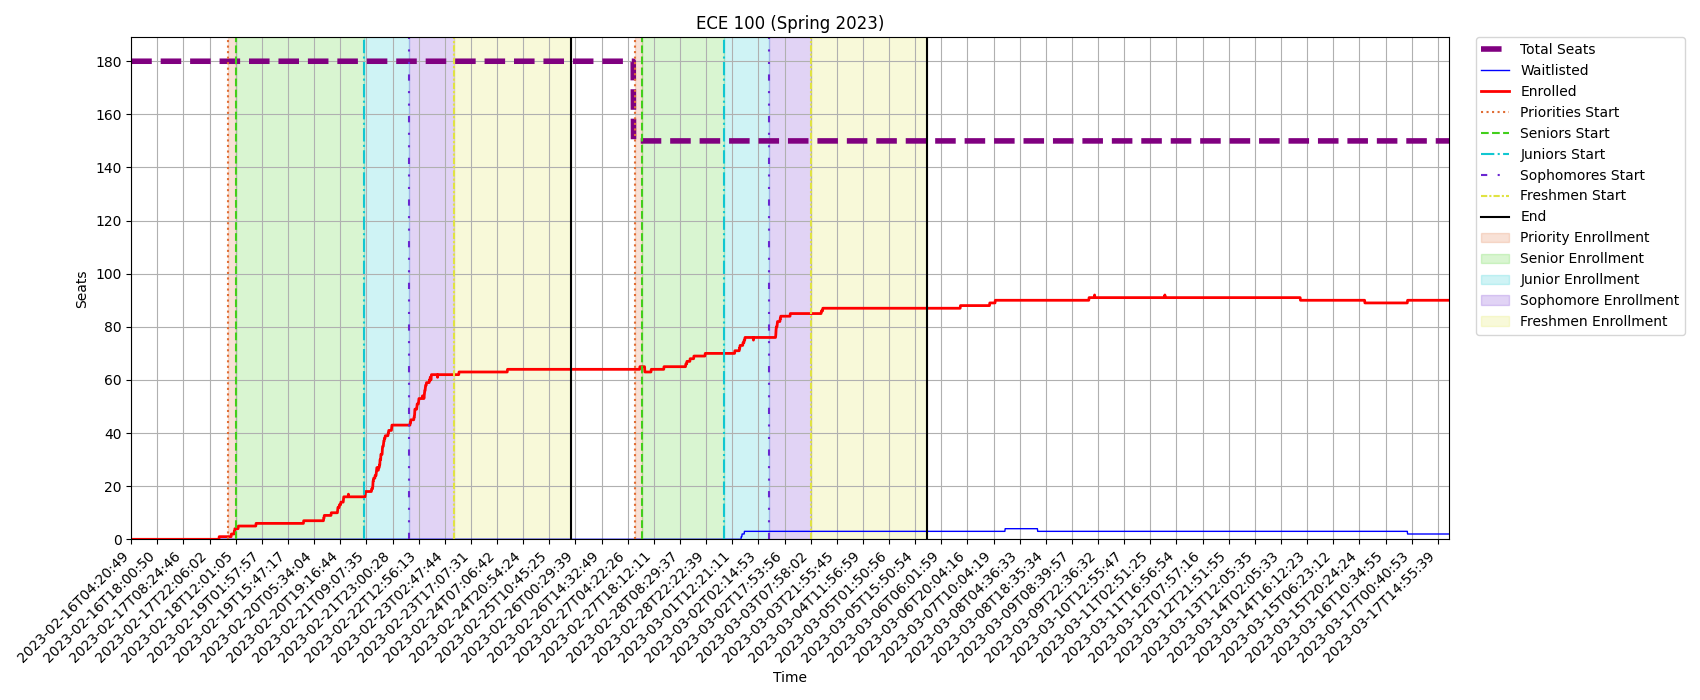 ECE 100 (Spring 2023)
Seats
180
160
140
120
100
80
60
40
20
0
2023-02-16T04:20:49
2023-02-16T18:00:50
2023-02-17T08:24:46
2023-02-17T22:06:02
2023-02-18T12:01:05
2023-02-19T01:57:57
2023-02-19T15:47:17
2023-02-20T05:34:04
2023-02-20T19:16:44
2023-02-21T09:07:35
2023-02-21T23:00:28
2023-02-22T12:56:13
2023-02-23T02:47:44
2023-02-23T17:07:31
2023-02-24T07:06:42
2023-02-24T20:54:24
2023-02-25T10:45:25
2023-02-26T00:29:39
2023-02-26T14:32:49
2023-02-27T04:22:26
2023-02-27T18:12:11
2023-02-28T08:29:37
2023-02-28T22:22:39
2023-03-01T12:21:11
2023-03-02T02:14:53
2023-03-02T17:53:56
2023-03-03T07:58:02
2023-03-03T21:55:45
2023-03-04T11:56:59
2023-03-05T01:50:56
2023-03-05T15:50:54
2023-03-06T06:01:59
2023-03-06T20:04:16
2023-03-07T10:04:19
2023-03-08T04:36:33
2023-03-08T18:35:34
2023-03-09T08:39:57
2023-03-09T22:36:32
2023-03-10T12:55:47
2023-03-11T02:51:25
2023-03-11T16:56:54
2023-03-12T07:57:16
2023-03-12T21:51:55
2023-03-13T12:05:35
2023-03-14T02:05:33
2023-03-14T16:12:23
2023-03-15T06:23:12
2023-03-15T20:24:24
2023-03-16T10:34:55
2023-03-17T00:40:53
2023-03-17T14:55:39
Time
Total Seats
Waitlisted
Enrolled
Priorities Start
Seniors Start
Juniors Start
Sophomores Start
Freshmen Start
End
Priority Enrollment
Senior Enrollment
Junior Enrollment
Sophomore Enrollment
Freshmen Enrollment